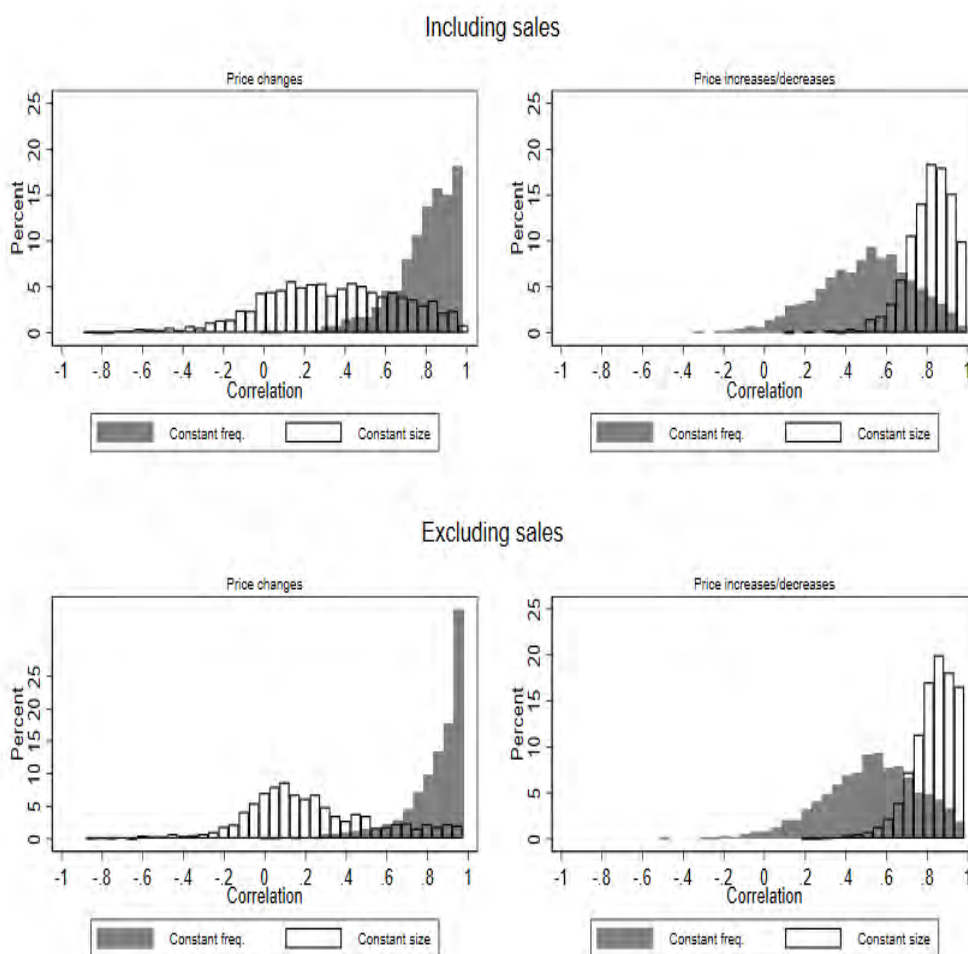 Including sales
Price changes
Price increases/decreases
Percent
0 5 10 15 20 25
-1 -.8 -.6 -.4 -.2 0 .2 .4 .6 .8 1
Correlation
Constant freq. Constant size
Percent
0 5 10 15 20 25
-1 -.8 -.6 -.4 -.2 0 .2 .4 .6 .8 1
Correlation
Constant freq. Constant size
Excluding sales
Price changes
Price increases/decreases
Percent
0 5 10 15 20 25
-1 -.8 -.6 -.4 -.2 0 .2 .4 .6 .8 1
Correlation
Constant freq. Constant size
Percent
0 5 10 15 20 25
-1 -.8 -.6 -.4 -.2 0 .2 .4 .6 .8 1
Correlation
Constant freq. Constant size